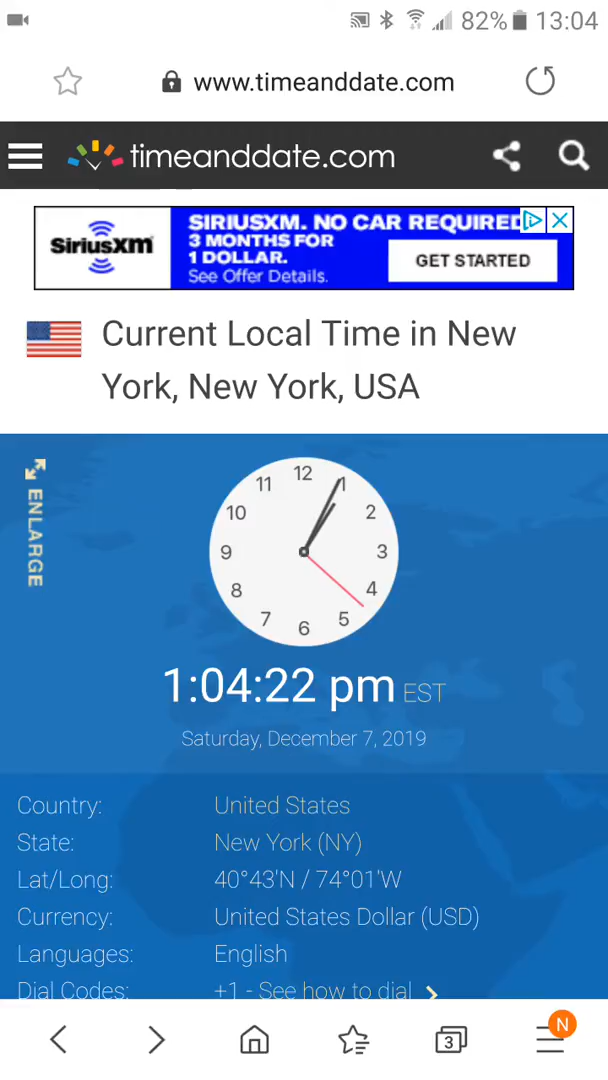 82% 13:04
www.timeanddate.com
timeanddate.com
SiriusXM
SIRIUSXM. NO CAR REQUIRED
3 MONTHS FOR
1 DOLLAR.
See Offer Details.
GET STARTED
Current Local Time in New
York, New York, USA
ENLARGE
12
11 1
10 2
9 3
8 4
7 5
6
1:04:22 pm EST
Saturday, December 7, 2019
Country: United States
State: New York (NY)
Lat/Long: 40°43'N / 74°01'W
Currency: United States Dollar (USD)
Languages: English
Dial Codes: +1 - See how to dial
3
N